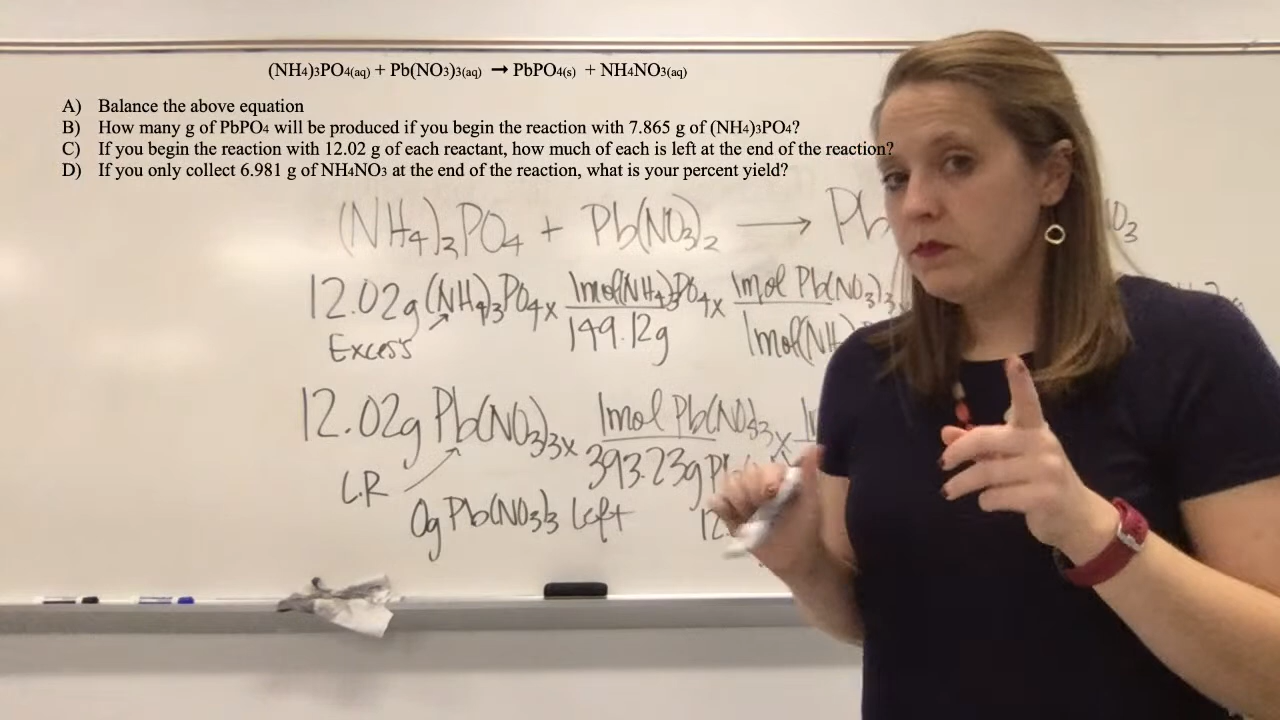 (NH4)3PO4(aq) + Pb(NO3)3(aq) → PbPO4(s) + NH4NO3(aq)
A) Balance the above equation
B) How many g of PbPO4 will be produced if you begin the reaction with 7.865 g of (NH4)3PO4?
C) If you begin the reaction with 12.02 g of each reactant, how much of each is left at the end of the reaction?
D) If you only collect 6.981 g of NH4NO3 at the end of the reaction, what is your percent yield?
(NH4)3PO4 + Pb(NO3)2 → Pb
12.02g (NH4)3PO4 x 1mol(NH4)3PO4 x 1mol Pb(NO3)3
149.12g 1mol(NH
Excess
12.02g Pb(NO3)3 x 1mol Pb(NO3)3 x
393.23g
L.R
0g Pb(NO3)3 left 12.